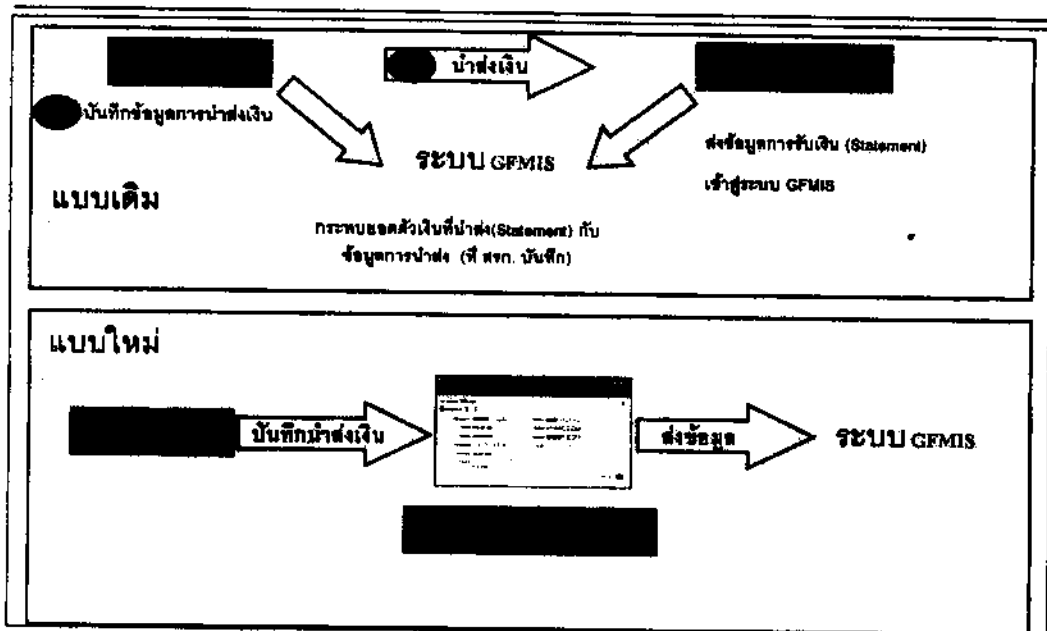 นำส่งเงิน
บันทึกข้อมูลการนำส่งเงิน
ส่งข้อมูลการรับเงิน (Statement)
เข้าสู่ระบบ GFMIS
ระบบ GFMIS
แบบเดิม
กระทบยอดตัวเงินที่นำส่ง(Statement) กับ
ข้อมูลการนำส่ง (ที่ สรก. บันทึก)
แบบใหม่
บันทึกนำส่งเงิน
ส่งข้อมูล
ระบบ GFMIS